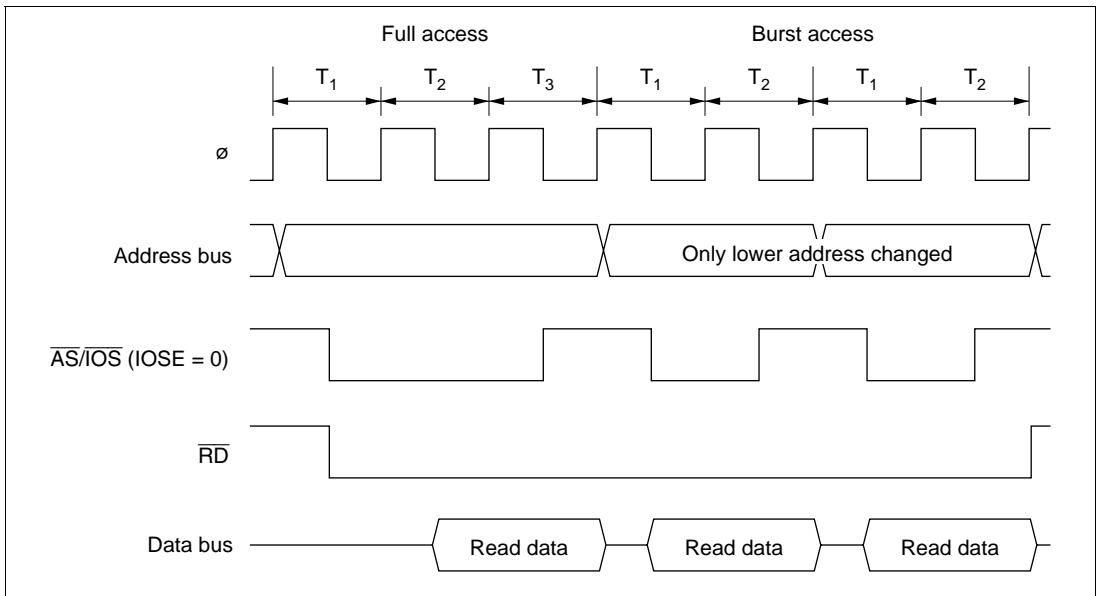 Full access Burst access
T1 T2 T3 T1 T2 T1 T2
ø
Address bus Only lower address changed
AS/IOS (IOSE = 0)
RD
Data bus Read data Read data Read data